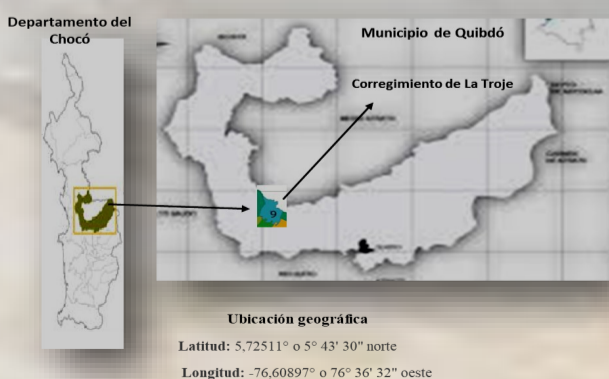 Departamento del
Chocó
Municipio de Quibdó
Corregimiento de La Troje
9
Ubicación geográfica
Latitud: 5,72511° o 5° 43' 30" norte
Longitud: -76,60897° o 76° 36' 32" oeste